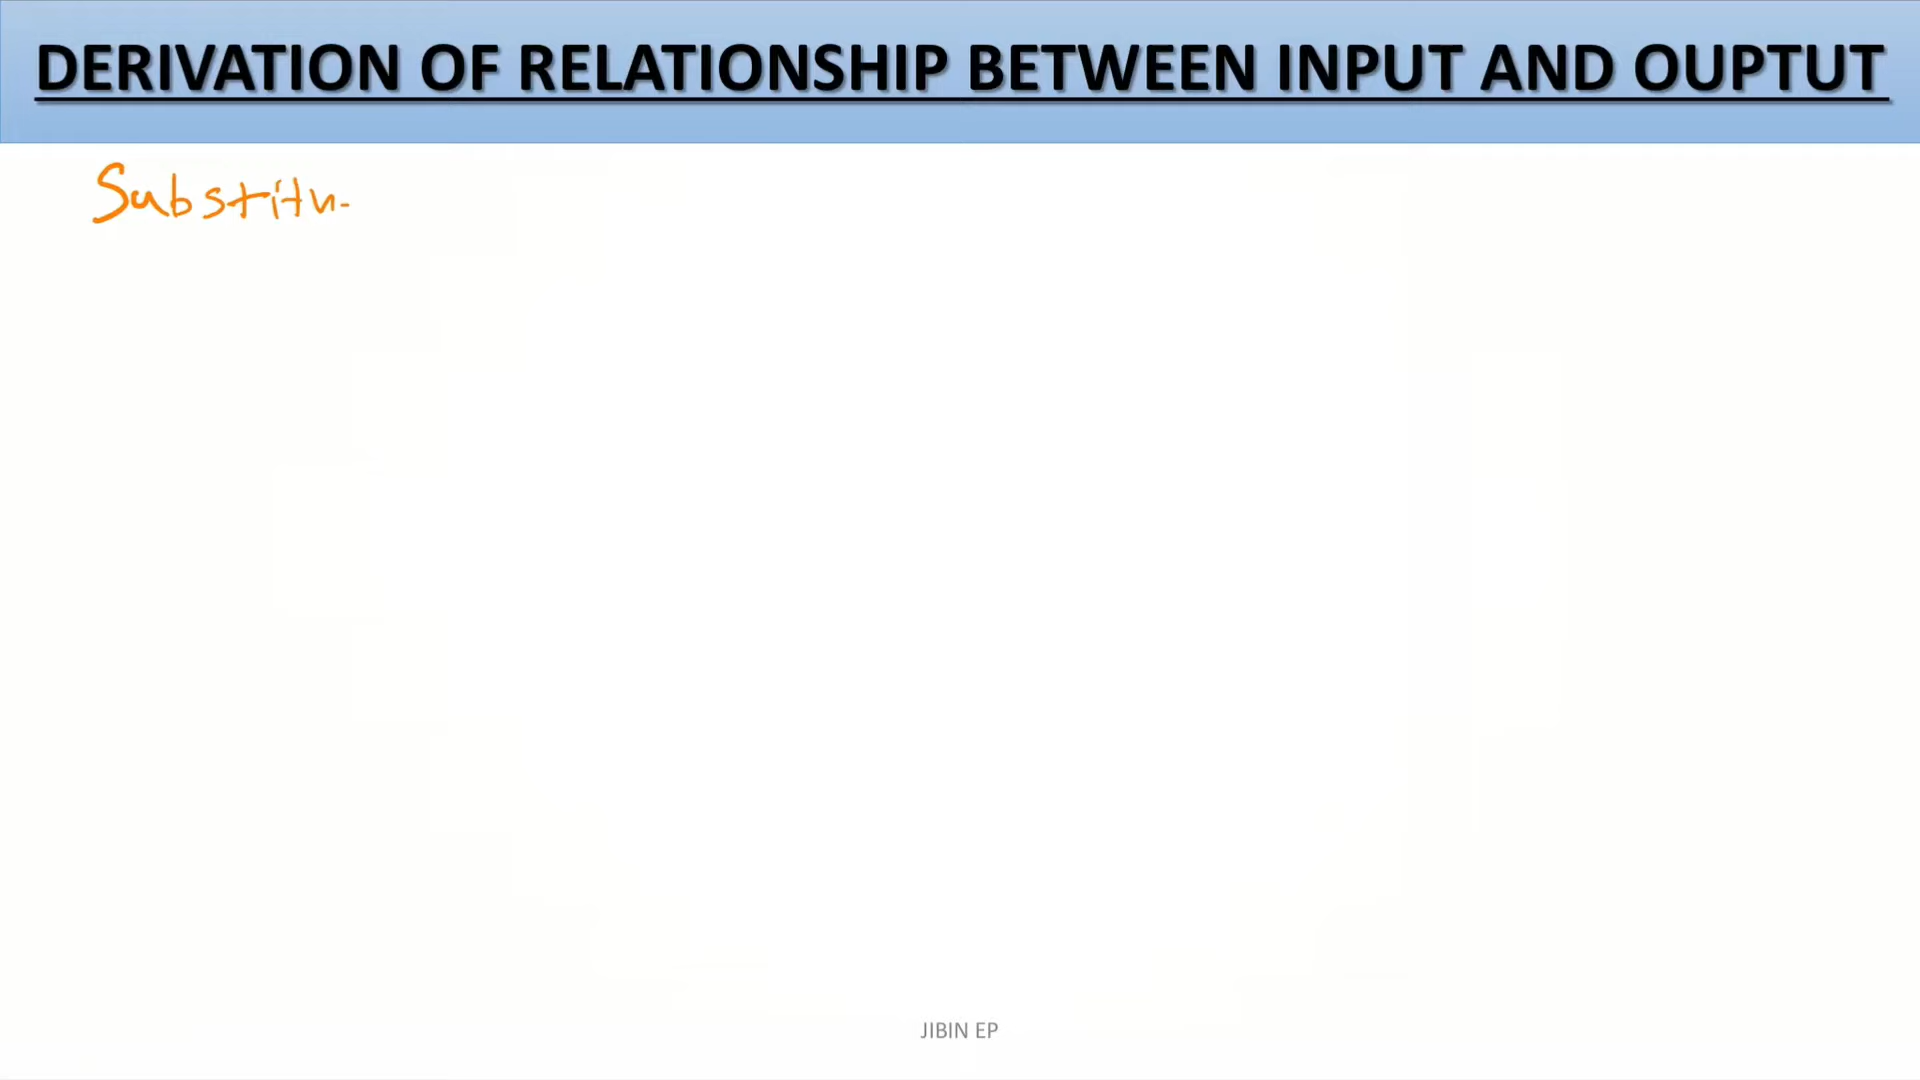 DERIVATION OF RELATIONSHIP BETWEEN INPUT AND OUPTUT
Substitu
JIBIN EP